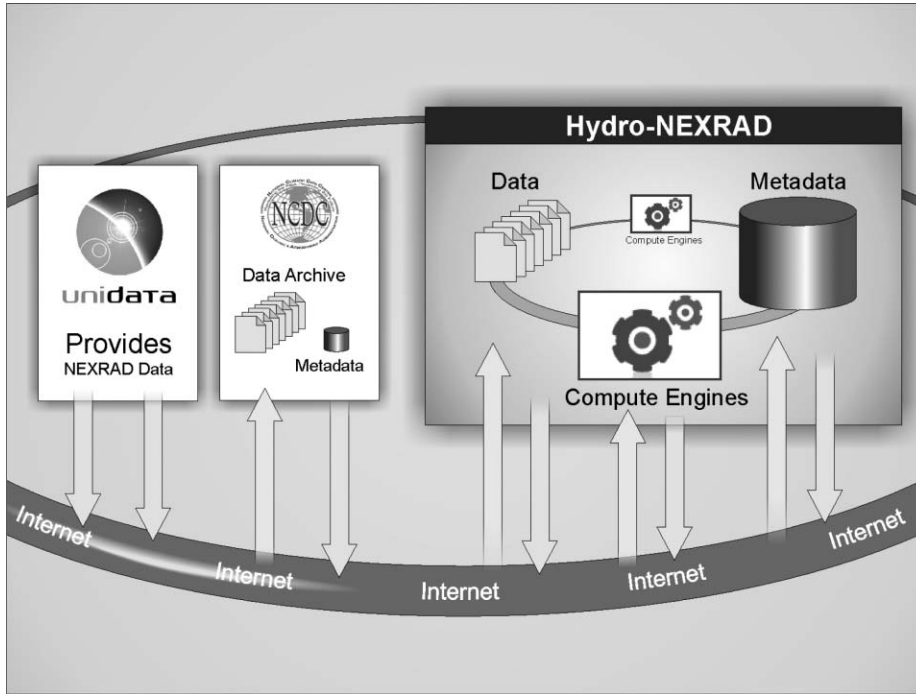 Hydro-NEXRAD
Data
Metadata
Compute Engines
Compute Engines
unidata
Provides
NEXRAD Data
NCDC
Data Archive
Metadata
Internet
Internet
Internet
Internet
Internet